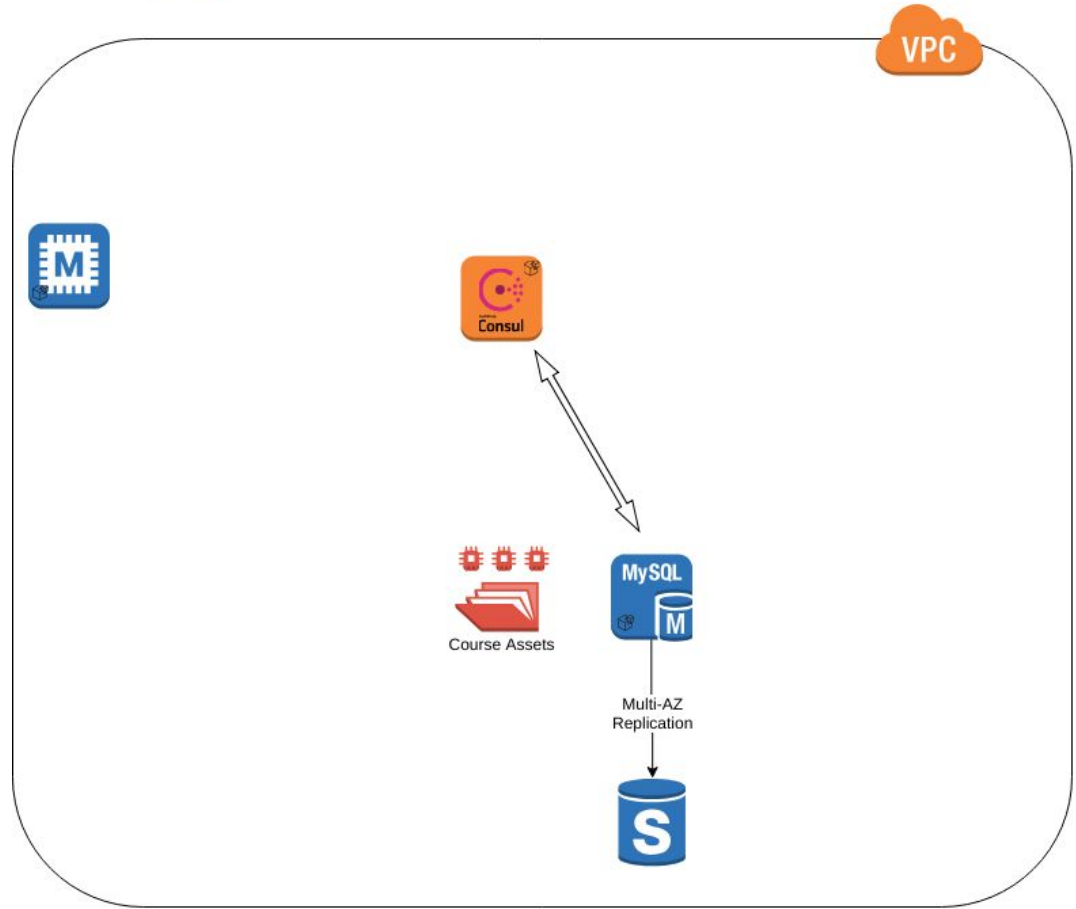 VPC
M
Consul
MySQL
M
Course Assets
Multi-AZ
Replication
S